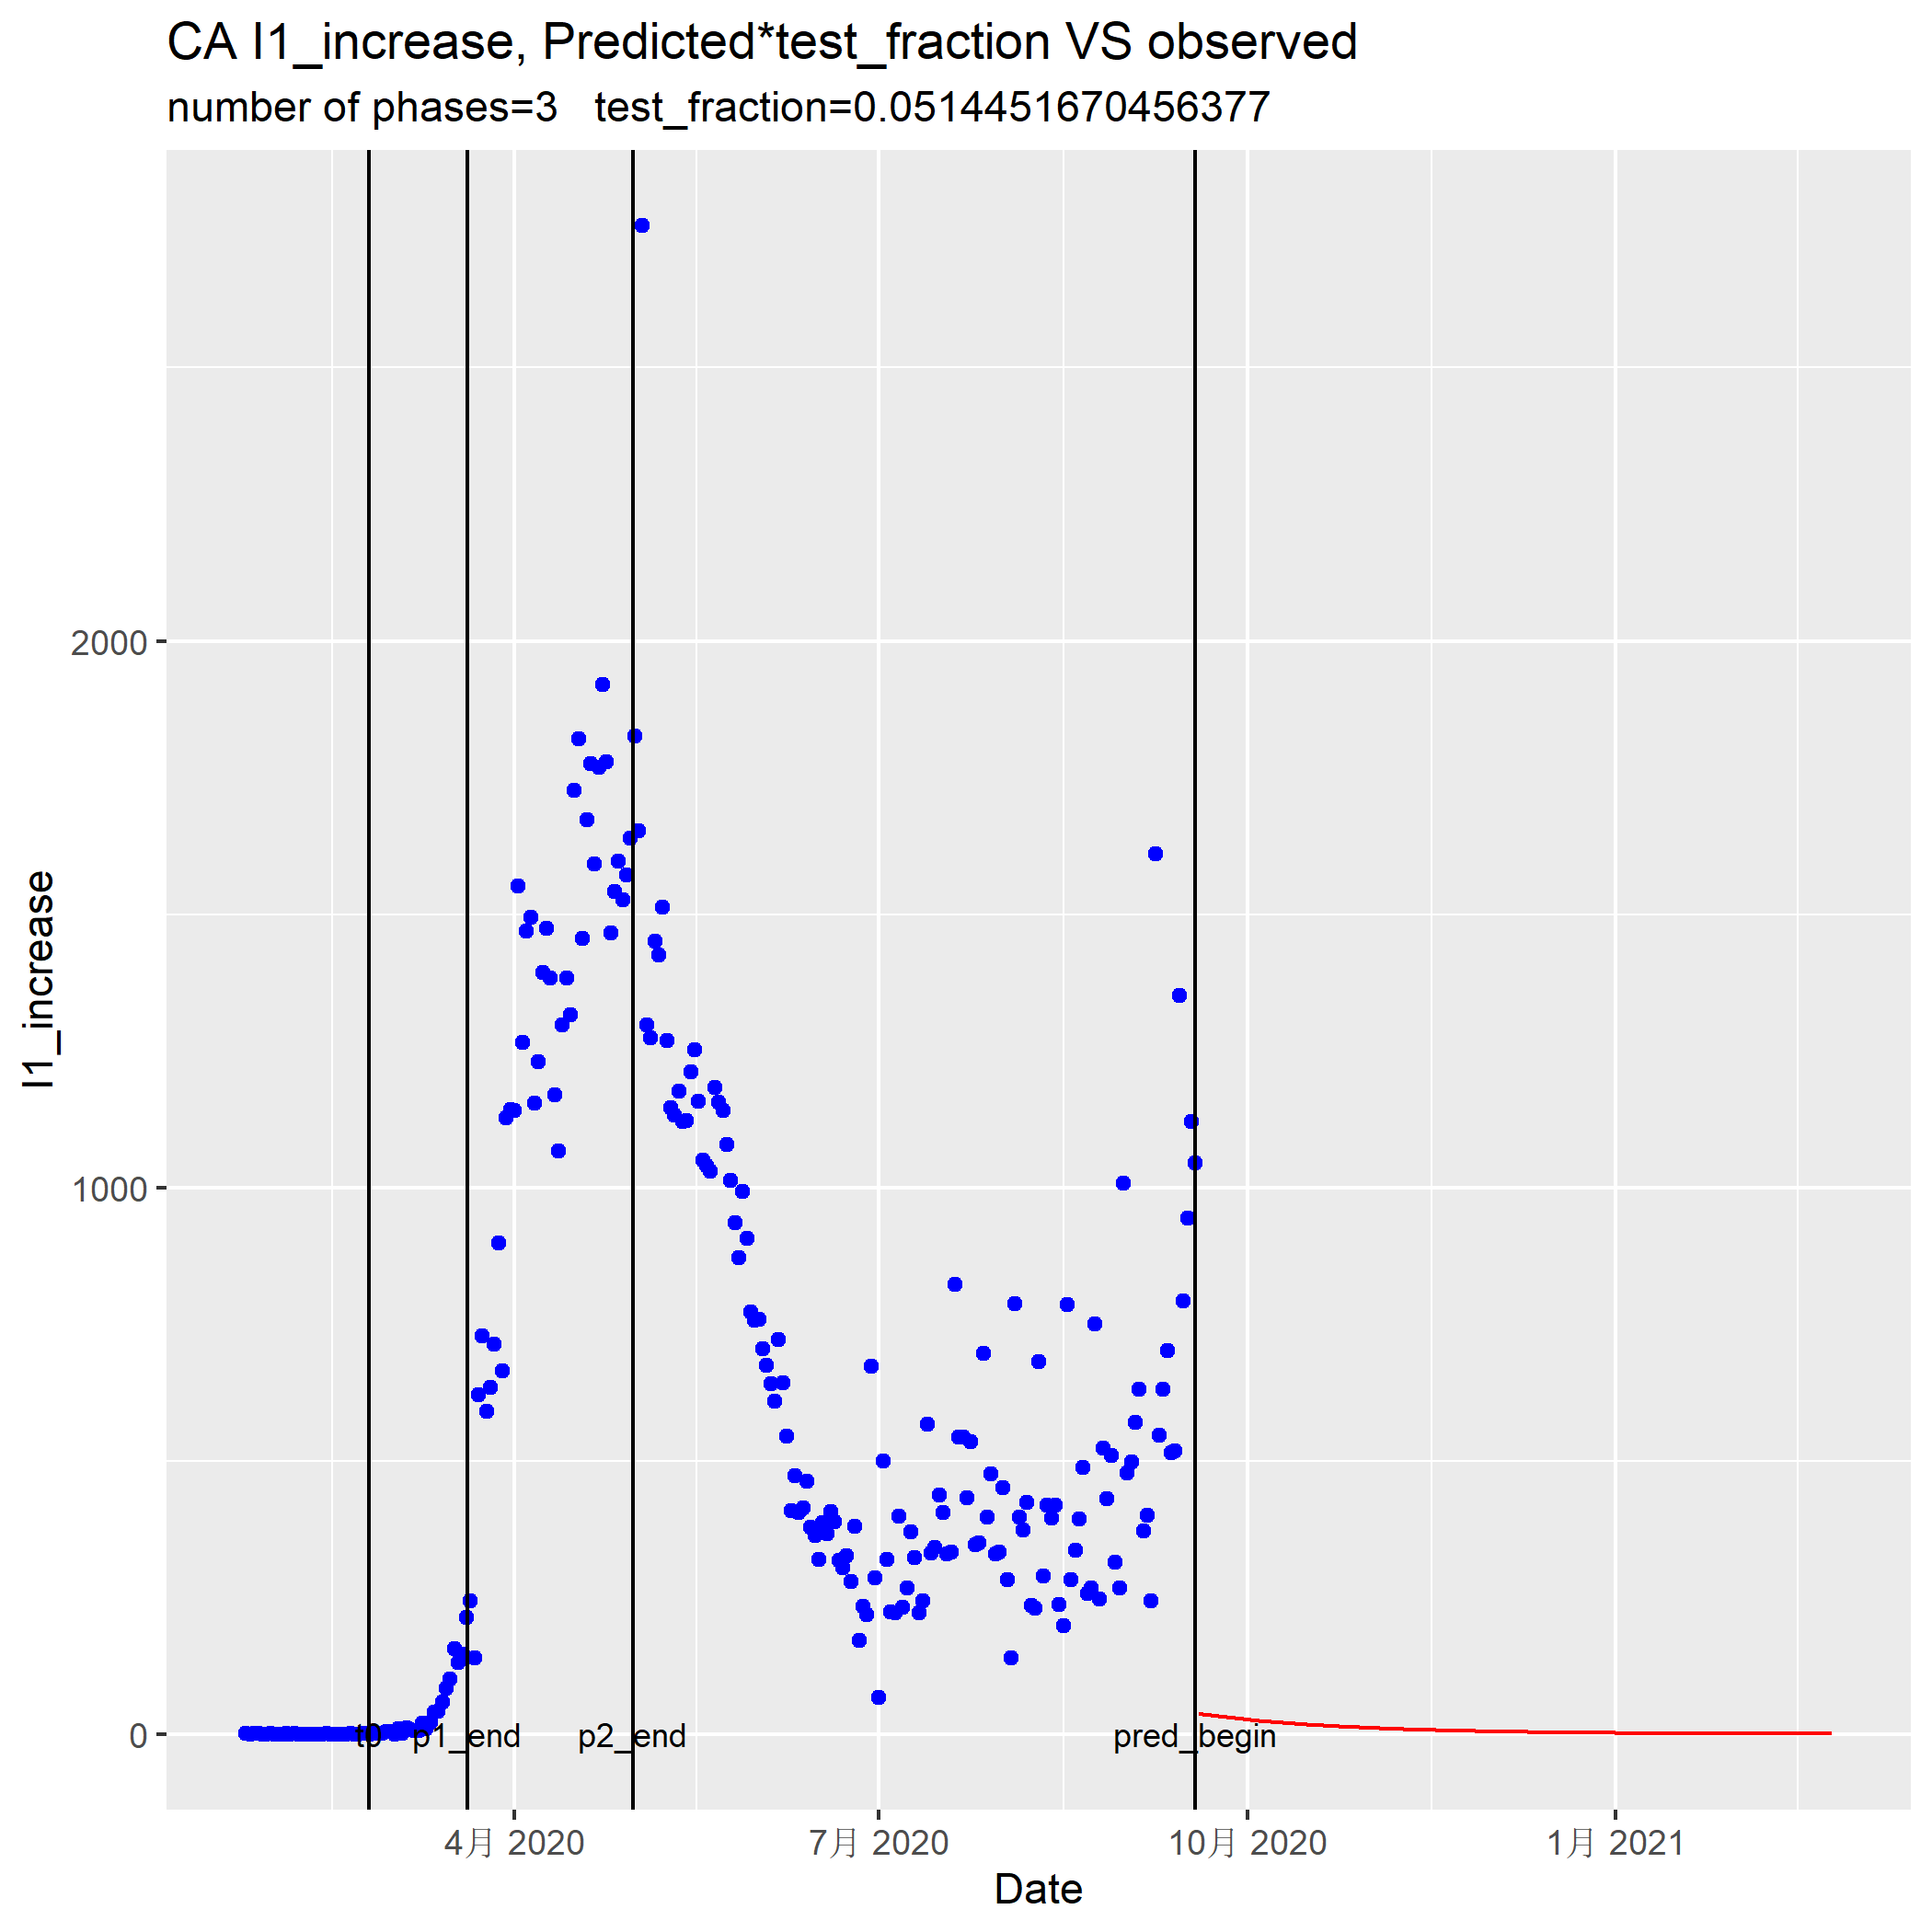 CA I1_increase, Predicted*test_fraction VS observed
number of phases=3   test_fraction=0.0514451670456377
2000
1000
0
I1_increase
t0
p1_end
p2_end
pred_begin
4月 2020
7月 2020
10月 2020
1月 2021
Date